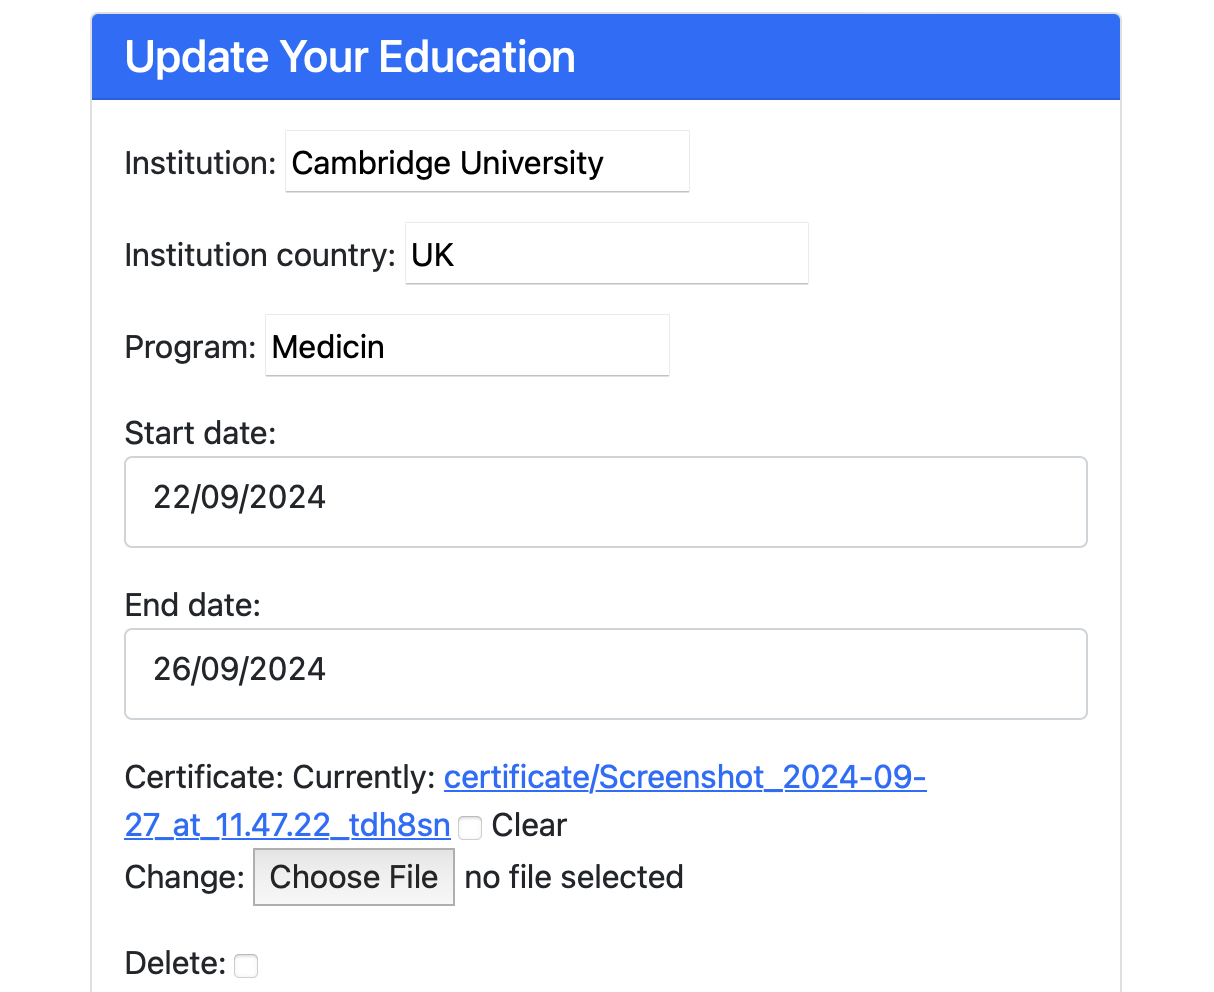 Update Your Education
Institution: Cambridge University
Institution country: UK
Program: Medicin
Start date:
22/09/2024
End date:
26/09/2024
Certificate: Currently: certificate/Screenshot_2024-09-
27_at_11.47.22_tdh8sn Clear
Change: Choose File no file selected
Delete: